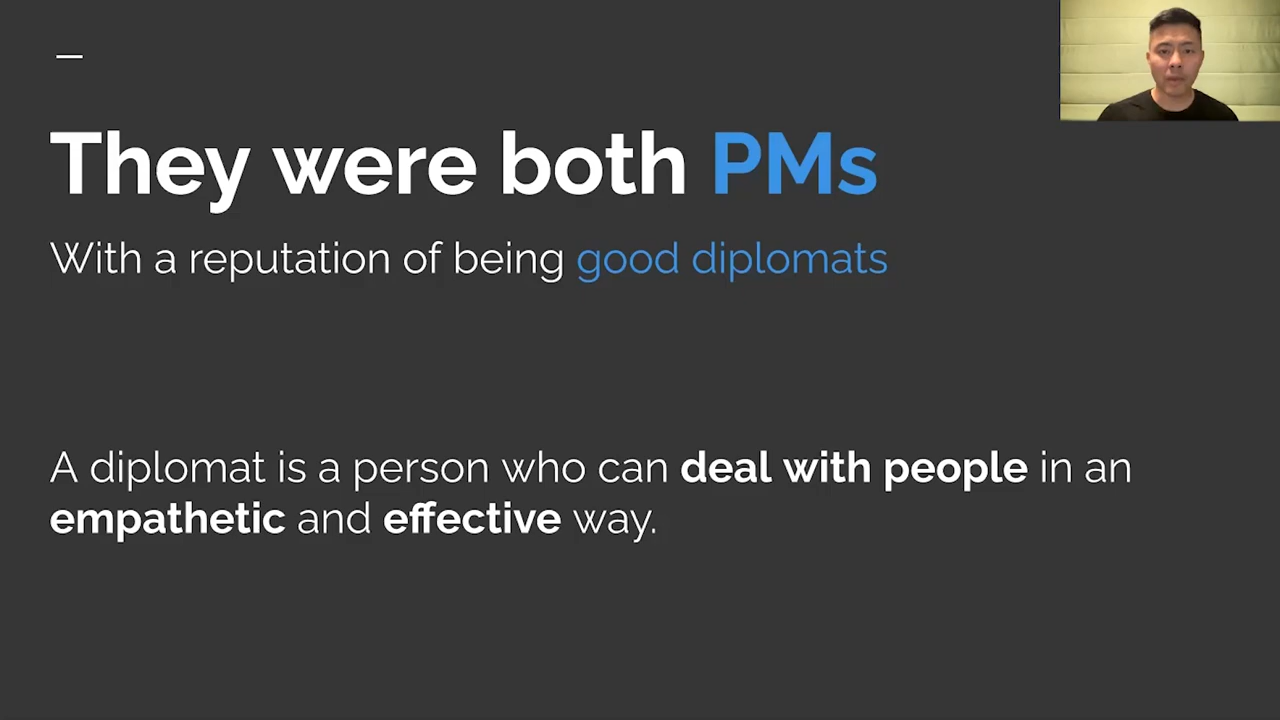 They were both PMs
With a reputation of being good diplomats
A diplomat is a person who can deal with people in an
empathetic and effective way.